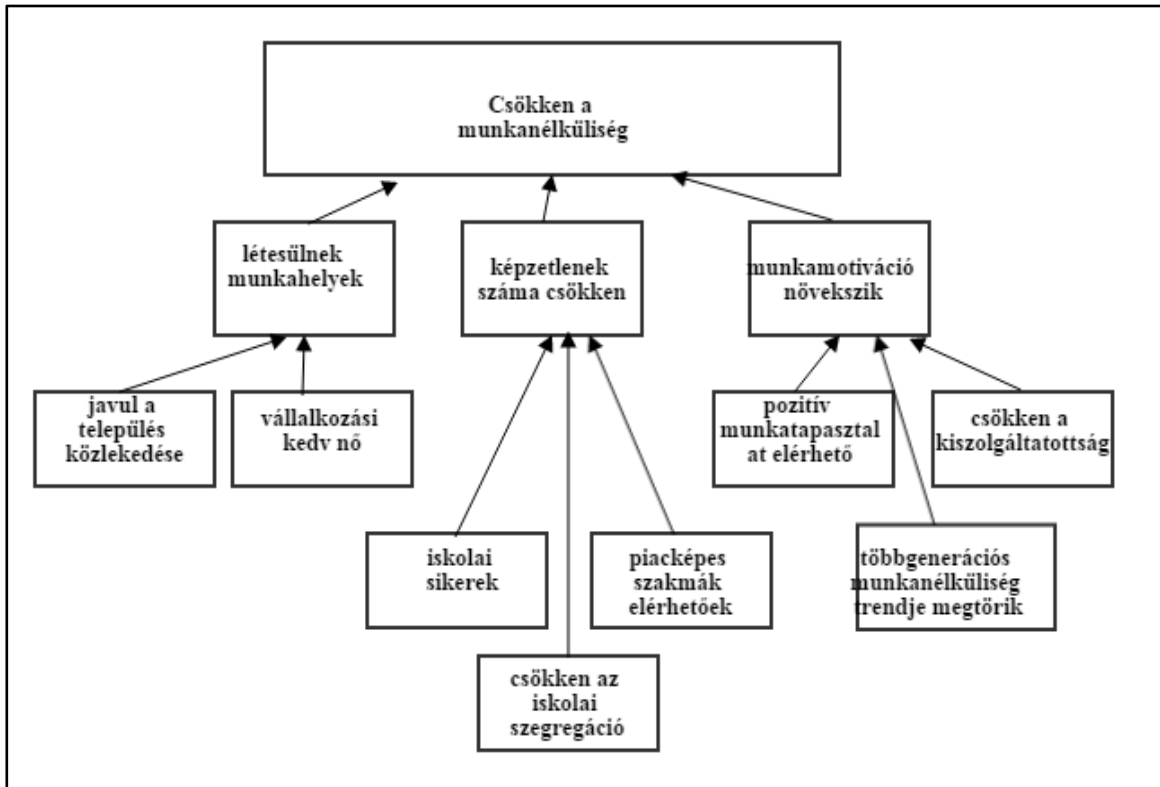 Csökken a
munkanélküliség
létesülnek
munkahelyek
képzetlenek
száma csökken
munkamotiváció
növekszik
javul a
település
közlekedése
vállalkozási
kedv nő
pozitív
munkatapasztal
at elérhető
csökken a
kiszolgáltatottság
iskolai
sikerek
piacképes
szakmák
elérhetőek
többgenerációs
munkanélküliség
trendje megtörik
csökken az
iskolai
szegregáció